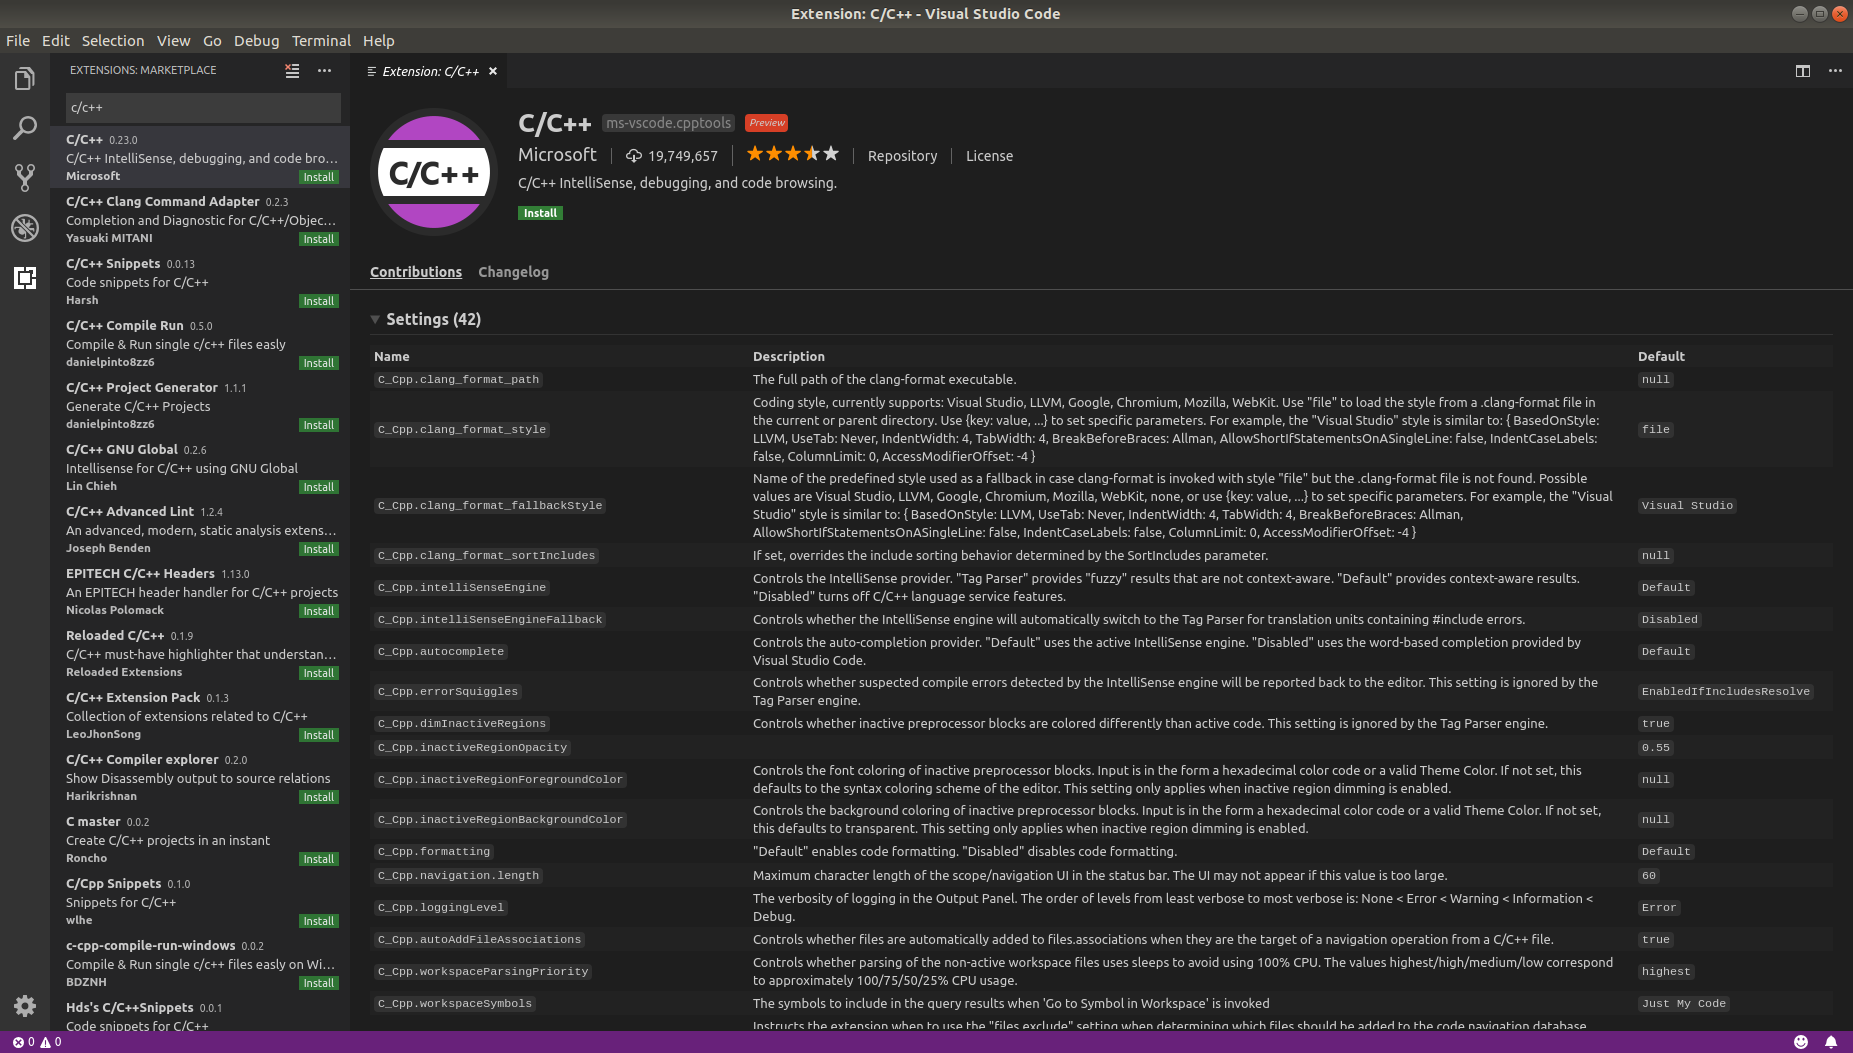 Extension: C/C++ - Visual Studio Code
File Edit Selection View Go Debug Terminal Help
EXTENSIONS: MARKETPLACE
c/c++
C/C++ 0.23.0
C/C++ IntelliSense, debugging, and code bro...
Microsoft Install
C/C++ Clang Command Adapter 0.2.3
Completion and Diagnostic for C/C++/Objec...
Yasuaki MITANI Install
C/C++ Snippets 0.0.13
Code snippets for C/C++
Harsh Install
C/C++ Compile Run 0.5.0
Compile & Run single c/c++ files easly
danielpinto8zz6 Install
C/C++ Project Generator 1.1.1
Generate C/C++ Projects
danielpinto8zz6 Install
C/C++ GNU Global 0.2.6
Intellisense for C/C++ using GNU Global
Lin Chieh Install
C/C++ Advanced Lint 1.2.4
An advanced, modern, static analysis extens...
Joseph Benden Install
EPITECH C/C++ Headers 1.13.0
An EPITECH header handler for C/C++ projects
Nicolas Polomack Install
Reloaded C/C++ 0.1.9
C/C++ must-have highlighter that understan...
Reloaded Extensions Install
C/C++ Extension Pack 0.1.3
Collection of extensions related to C/C++
LeoJhonSong Install
C/C++ Compiler explorer 0.2.0
Show Disassembly output to source relations
Harikrishnan Install
C master 0.0.2
Create C/C++ projects in an instant
Roncho Install
C/Cpp Snippets 0.1.0
Snippets for C/C++
wlhe Install
c-cpp-compile-run-windows 0.0.2
Compile & Run single c/c++ files easly on Wi...
BDZNH Install
Hds's C/C++Snippets 0.0.1
Code snippets for C/C++
Extension: C/C++
C/C++
C/C++ ms-vscode.cpptools Preview
Microsoft 19,749,657 Repository License
C/C++ IntelliSense, debugging, and code browsing.
Install
Contributions Changelog
Settings (42)
Name Description Default
C_Cpp.clang_format_path The full path of the clang-format executable. null
C_Cpp.clang_format_style
Coding style, currently supports: Visual Studio, LLVM, Google, Chromium, Mozilla, WebKit. Use "file" to load the style from a .clang-format file in
the current or parent directory. Use {key: value, ...} to set specific parameters. For example, the "Visual Studio" style is similar to: { BasedOnStyle:
LLVM, UseTab: Never, IndentWidth: 4, TabWidth: 4, BreakBeforeBraces: Allman, AllowShortIfStatementsOnASingleLine: false, IndentCaseLabels:
false, ColumnLimit: 0, AccessModifierOffset: -4 }
file
C_Cpp.clang_format_fallbackStyle
Name of the predefined style used as a fallback in case clang-format is invoked with style "file" but the .clang-format file is not found. Possible
values are Visual Studio, LLVM, Google, Chromium, Mozilla, WebKit, none, or use {key: value, ...} to set specific parameters. For example, the "Visual
Studio" style is similar to: { BasedOnStyle: LLVM, UseTab: Never, IndentWidth: 4, TabWidth: 4, BreakBeforeBraces: Allman,
AllowShortIfStatementsOnASingleLine: false, IndentCaseLabels: false, ColumnLimit: 0, AccessModifierOffset: -4 }
Visual Studio
C_Cpp.clang_format_sortIncludes If set, overrides the include sorting behavior determined by the SortIncludes parameter. null
C_Cpp.intelliSenseEngine
Controls the IntelliSense provider. "Tag Parser" provides "fuzzy" results that are not context-aware. "Default" provides context-aware results.
"Disabled" turns off C/C++ language service features.
Default
C_Cpp.intelliSenseEngineFallback Controls whether the IntelliSense engine will automatically switch to the Tag Parser for translation units containing #include errors. Disabled
C_Cpp.autocomplete
Controls the auto-completion provider. "Default" uses the active IntelliSense engine. "Disabled" uses the word-based completion provided by
Visual Studio Code.
Default
C_Cpp.errorSquiggles
Controls whether suspected compile errors detected by the IntelliSense engine will be reported back to the editor. This setting is ignored by the
Tag Parser engine.
EnabledIfIncludesResolve
C_Cpp.dimInactiveRegions Controls whether inactive preprocessor blocks are colored differently than active code. This setting is ignored by the Tag Parser engine. true
C_Cpp.inactiveRegionOpacity 0.55
C_Cpp.inactiveRegionForegroundColor
Controls the font coloring of inactive preprocessor blocks. Input is in the form a hexadecimal color code or a valid Theme Color. If not set, this
defaults to the syntax coloring scheme of the editor. This setting only applies when inactive region dimming is enabled.
null
C_Cpp.inactiveRegionBackgroundColor
Controls the background coloring of inactive preprocessor blocks. Input is in the form a hexadecimal color code or a valid Theme Color. If not set,
this defaults to transparent. This setting only applies when inactive region dimming is enabled.
null
C_Cpp.formatting "Default" enables code formatting. "Disabled" disables code formatting. Default
C_Cpp.navigation.length Maximum character length of the scope/navigation UI in the status bar. The UI may not appear if this value is too large. 60
C_Cpp.loggingLevel
The verbosity of logging in the Output Panel. The order of levels from least verbose to most verbose is: None < Error < Warning < Information <
Debug.
Error
C_Cpp.autoAddFileAssociations Controls whether files are automatically added to files.associations when they are the target of a navigation operation from a C/C++ file. true
C_Cpp.workspaceParsingPriority
Controls whether parsing of the non-active workspace files uses sleeps to avoid using 100% CPU. The values highest/high/medium/low correspond
to approximately 100/75/50/25% CPU usage.
highest
C_Cpp.workspaceSymbols The symbols to include in the query results when 'Go to Symbol in Workspace' is invoked Just My Code
Instructs the extension when to use the "files.exclude" setting when determining which files should be added to the code navigation database
0 0